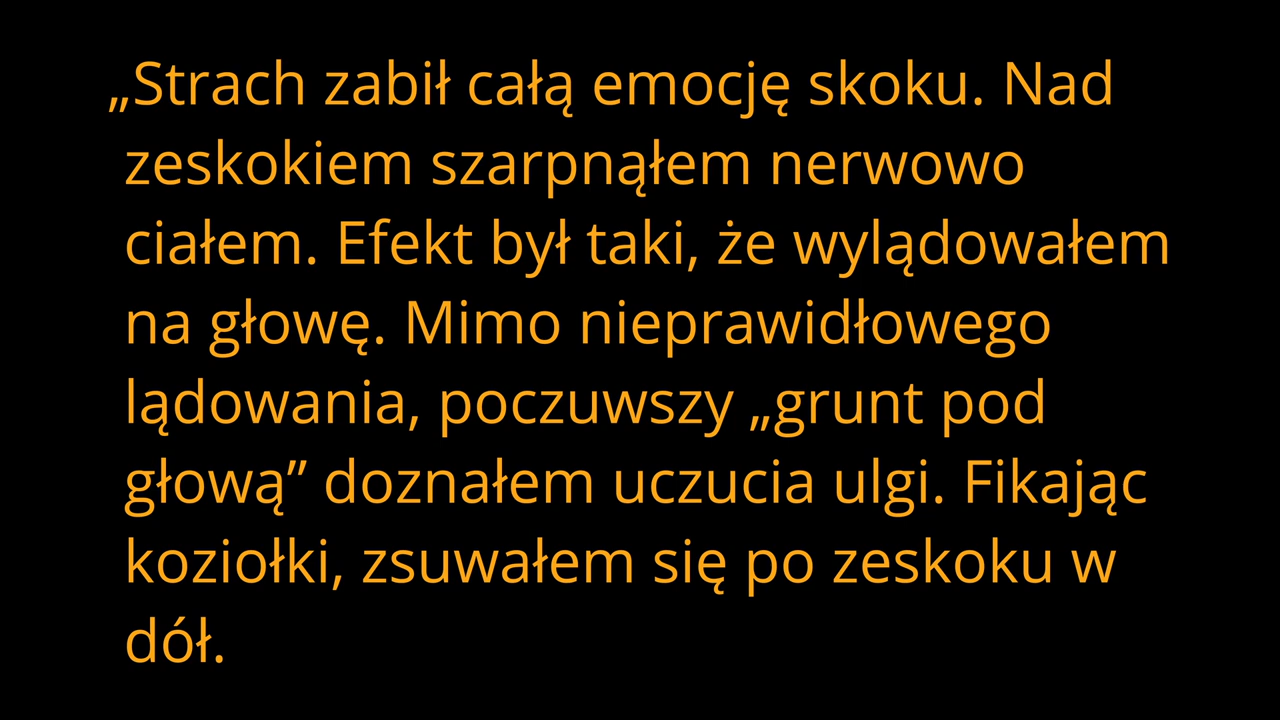 „Strach zabił całą emocję skoku. Nad
zeskokiem szarpnąłem nerwowo
ciałem. Efekt był taki, że wylądowałem
na głowę. Mimo nieprawidłowego
lądowania, poczuwszy „grunt pod
głową” doznałem uczucia ulgi. Fikając
koziołki, zsuwałem się po zeskoku w
dół.